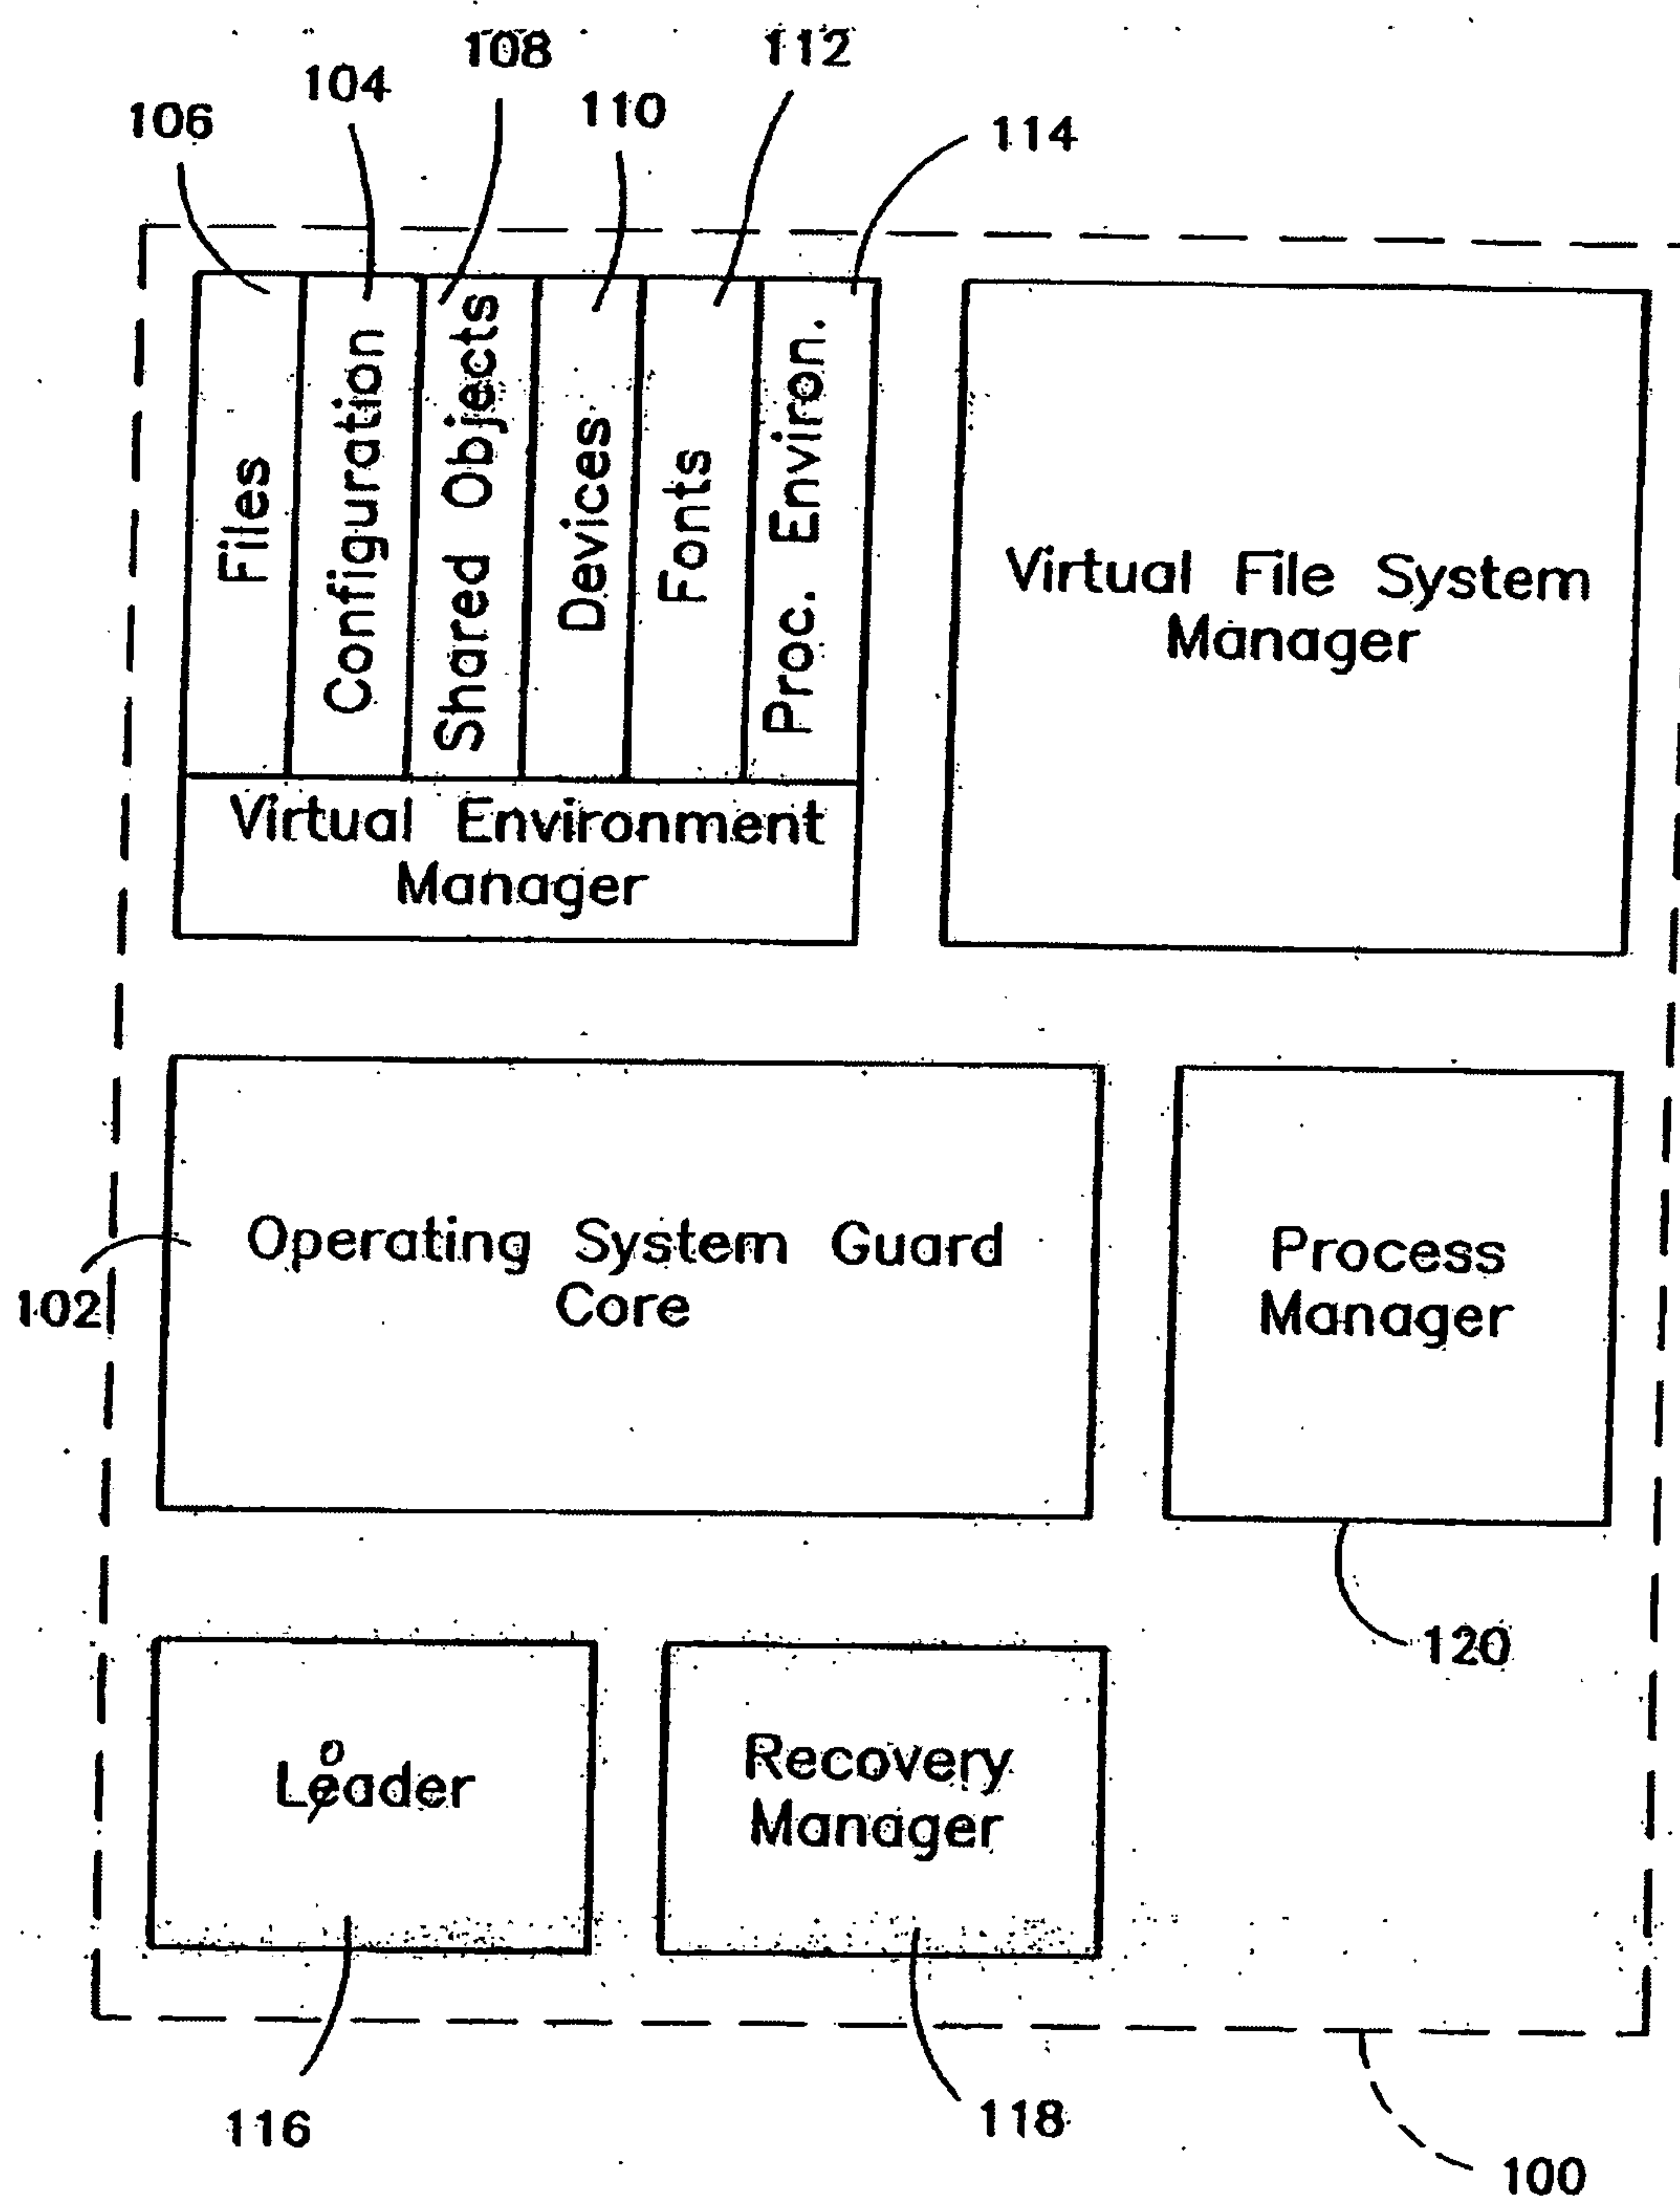 108
112
104
110
106
114
Files
Configuration
Shared Objects
Devices
Fonts
Proc. Environ.
Virtual Environment
Manager
Virtual File System
Manager
Operating System Guard
Core
102
Process
Manager
120
o
Leader
116
Recovery
Manager
118
100